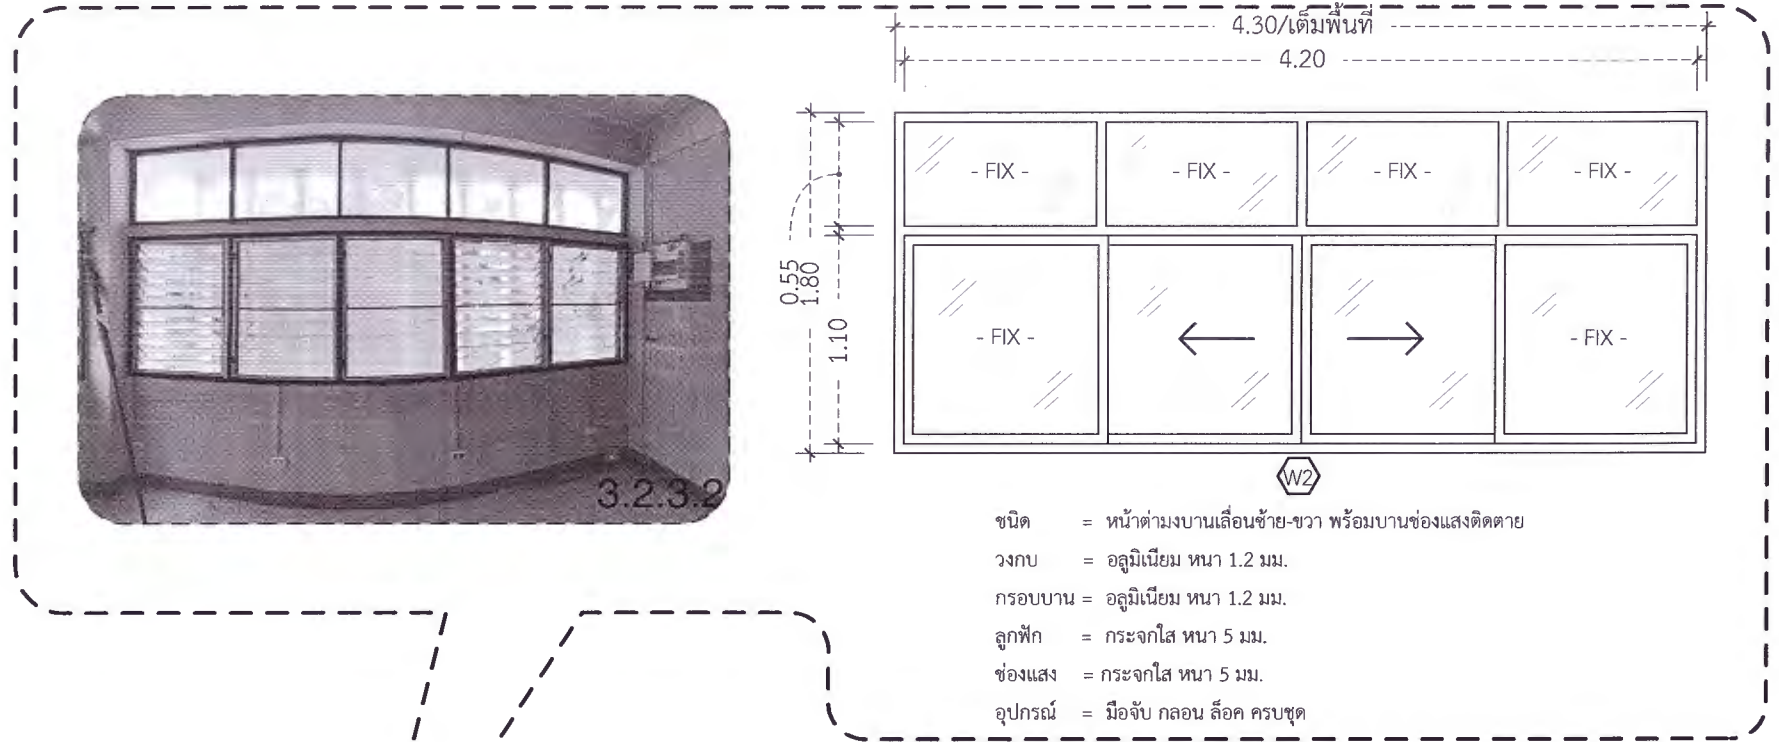 4.30/เต็มพื้นที่
4.20
- FIX -
- FIX -
- FIX -
- FIX -
0.55
1.80
1.10
- FIX -
- FIX -
3.2.3.2
W2
ชนิด = หน้าต่ามงบานเลื่อนซ้าย-ขวา พร้อมบานช่องแสงติดตาย
วงกบ = อลูมิเนียม หนา 1.2 มม.
กรอบบาน = อลูมิเนียม หนา 1.2 มม.
ลูกฟัก = กระจกใส หนา 5 มม.
ช่องแสง = กระจกใส หนา 5 มม.
อุปกรณ์ = มือจับ กลอน ล็อค ครบชุด